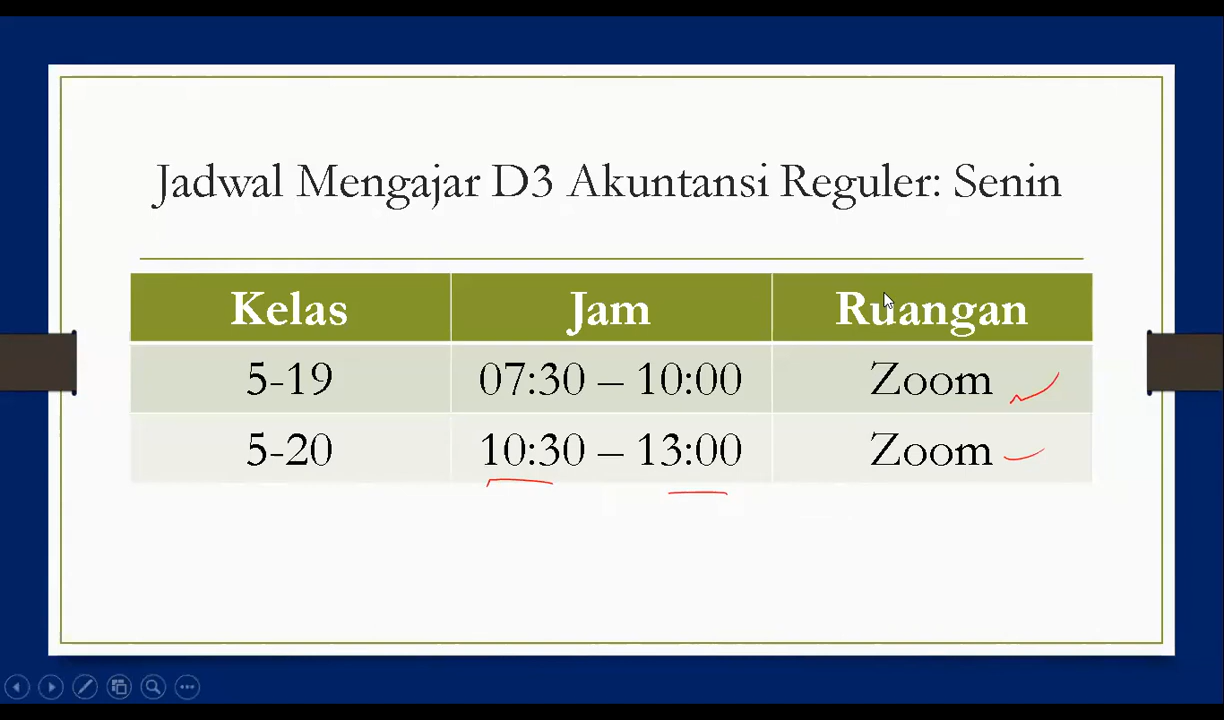 Jadwal Mengajar D3 Akuntansi Reguler: Senin
Kelas Jam Ruangan
5-19 07:30 – 10:00 Zoom
5-20 10:30 – 13:00 Zoom